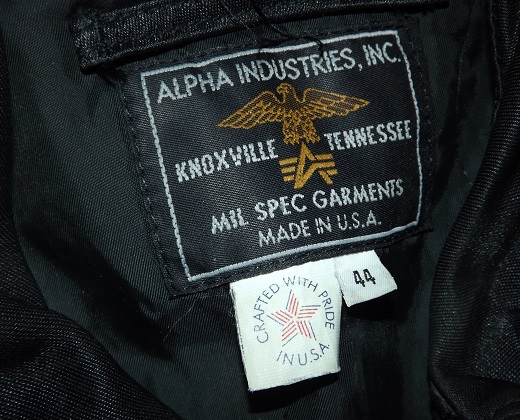 ALPHA INDUSTRIES, INC.
KNOXVILLE TENNESSEE
MIL SPEC GARMENTS
MADE IN U.S.A.
44
CRAFTED WITH PRIDE
IN U.S.A.